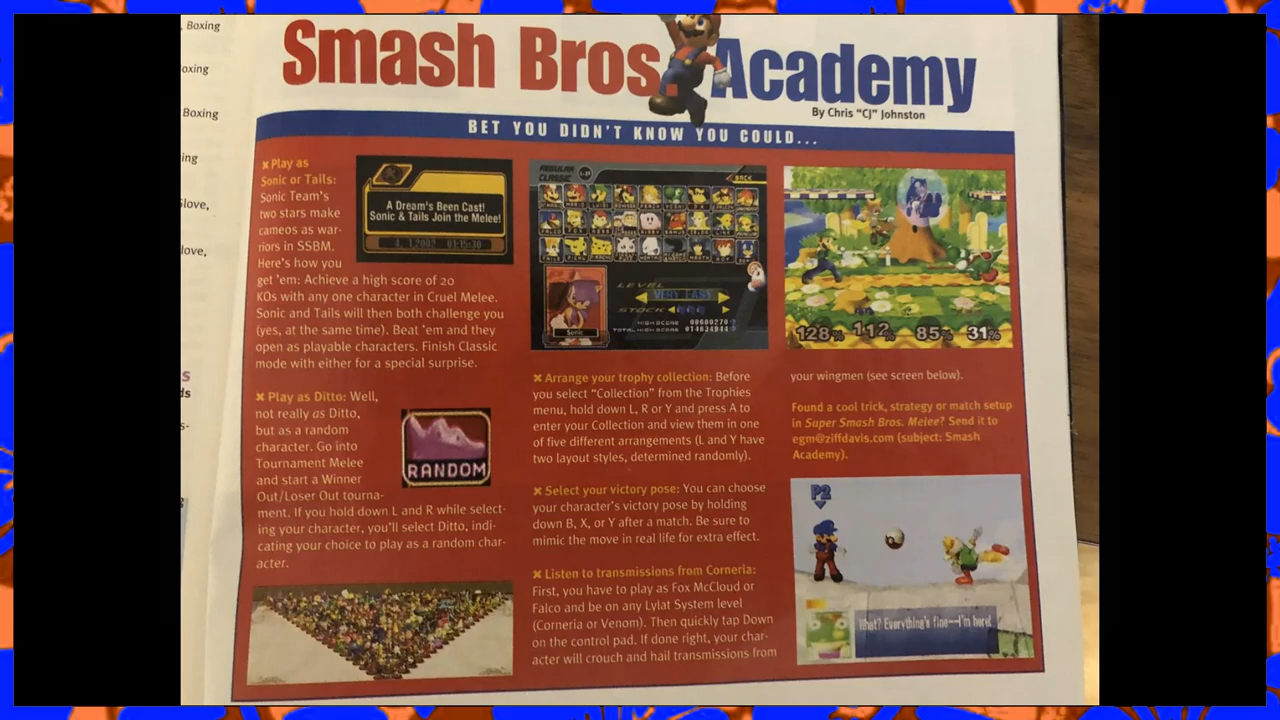 , Boxing
oxing
Boxing
ing
love,
love,
s
ds
s-
Smash Bros. Academy
By Chris "CJ" Johnston
BET YOU DIDN'T KNOW YOU COULD...
✖ Play as
Sonic or Tails:
Sonic Team's
two stars make
cameos as war-
riors in SSBM.
Here's how you
get 'em: Achieve a high score of 20
KOs with any one character in Cruel Melee.
Sonic and Tails will then both challenge you
(yes, at the same time). Beat 'em and they
open as playable characters. Finish Classic
mode with either for a special surprise.
A Dream's Been Cast!
Sonic & Tails Join the Melee!
4. 1.2002 01:15:30
✖ Play as Ditto: Well,
not really as Ditto,
but as a random
character. Go into
Tournament Melee
and start a Winner
Out/Loser Out tourna-
ment. If you hold down L and R while select-
ing your character, you'll select Ditto, indi-
cating your choice to play as a random char-
acter.
RANDOM
REGULAR
CLASSIC
BACK
LEVEL
VERY EASY
STOCK
HIGH SCORE 00600270
TOTAL HIGH SCORE 014824944
Sonic
✖ Arrange your trophy collection: Before
you select "Collection" from the Trophies
menu, hold down L, R or Y and press A to
enter your Collection and view them in one
of five different arrangements (L and Y have
two layout styles, determined randomly).
✖ Select your victory pose: You can choose
your character's victory pose by holding
down B, X, or Y after a match. Be sure to
mimic the move in real life for extra effect.
✖ Listen to transmissions from Corneria:
First, you have to play as Fox McCloud or
Falco and be on any Lylat System level
(Corneria or Venom). Then quickly tap Down
on the control pad. If done right, your char-
acter will crouch and hail transmissions from
128% 112% 85% 31%
your wingmen (see screen below).
Found a cool trick, strategy or match setup
in Super Smash Bros. Melee? Send it to
egm@ziffdavis.com (subject: Smash
Academy).
P2
What? Everything's fine--I'm here!